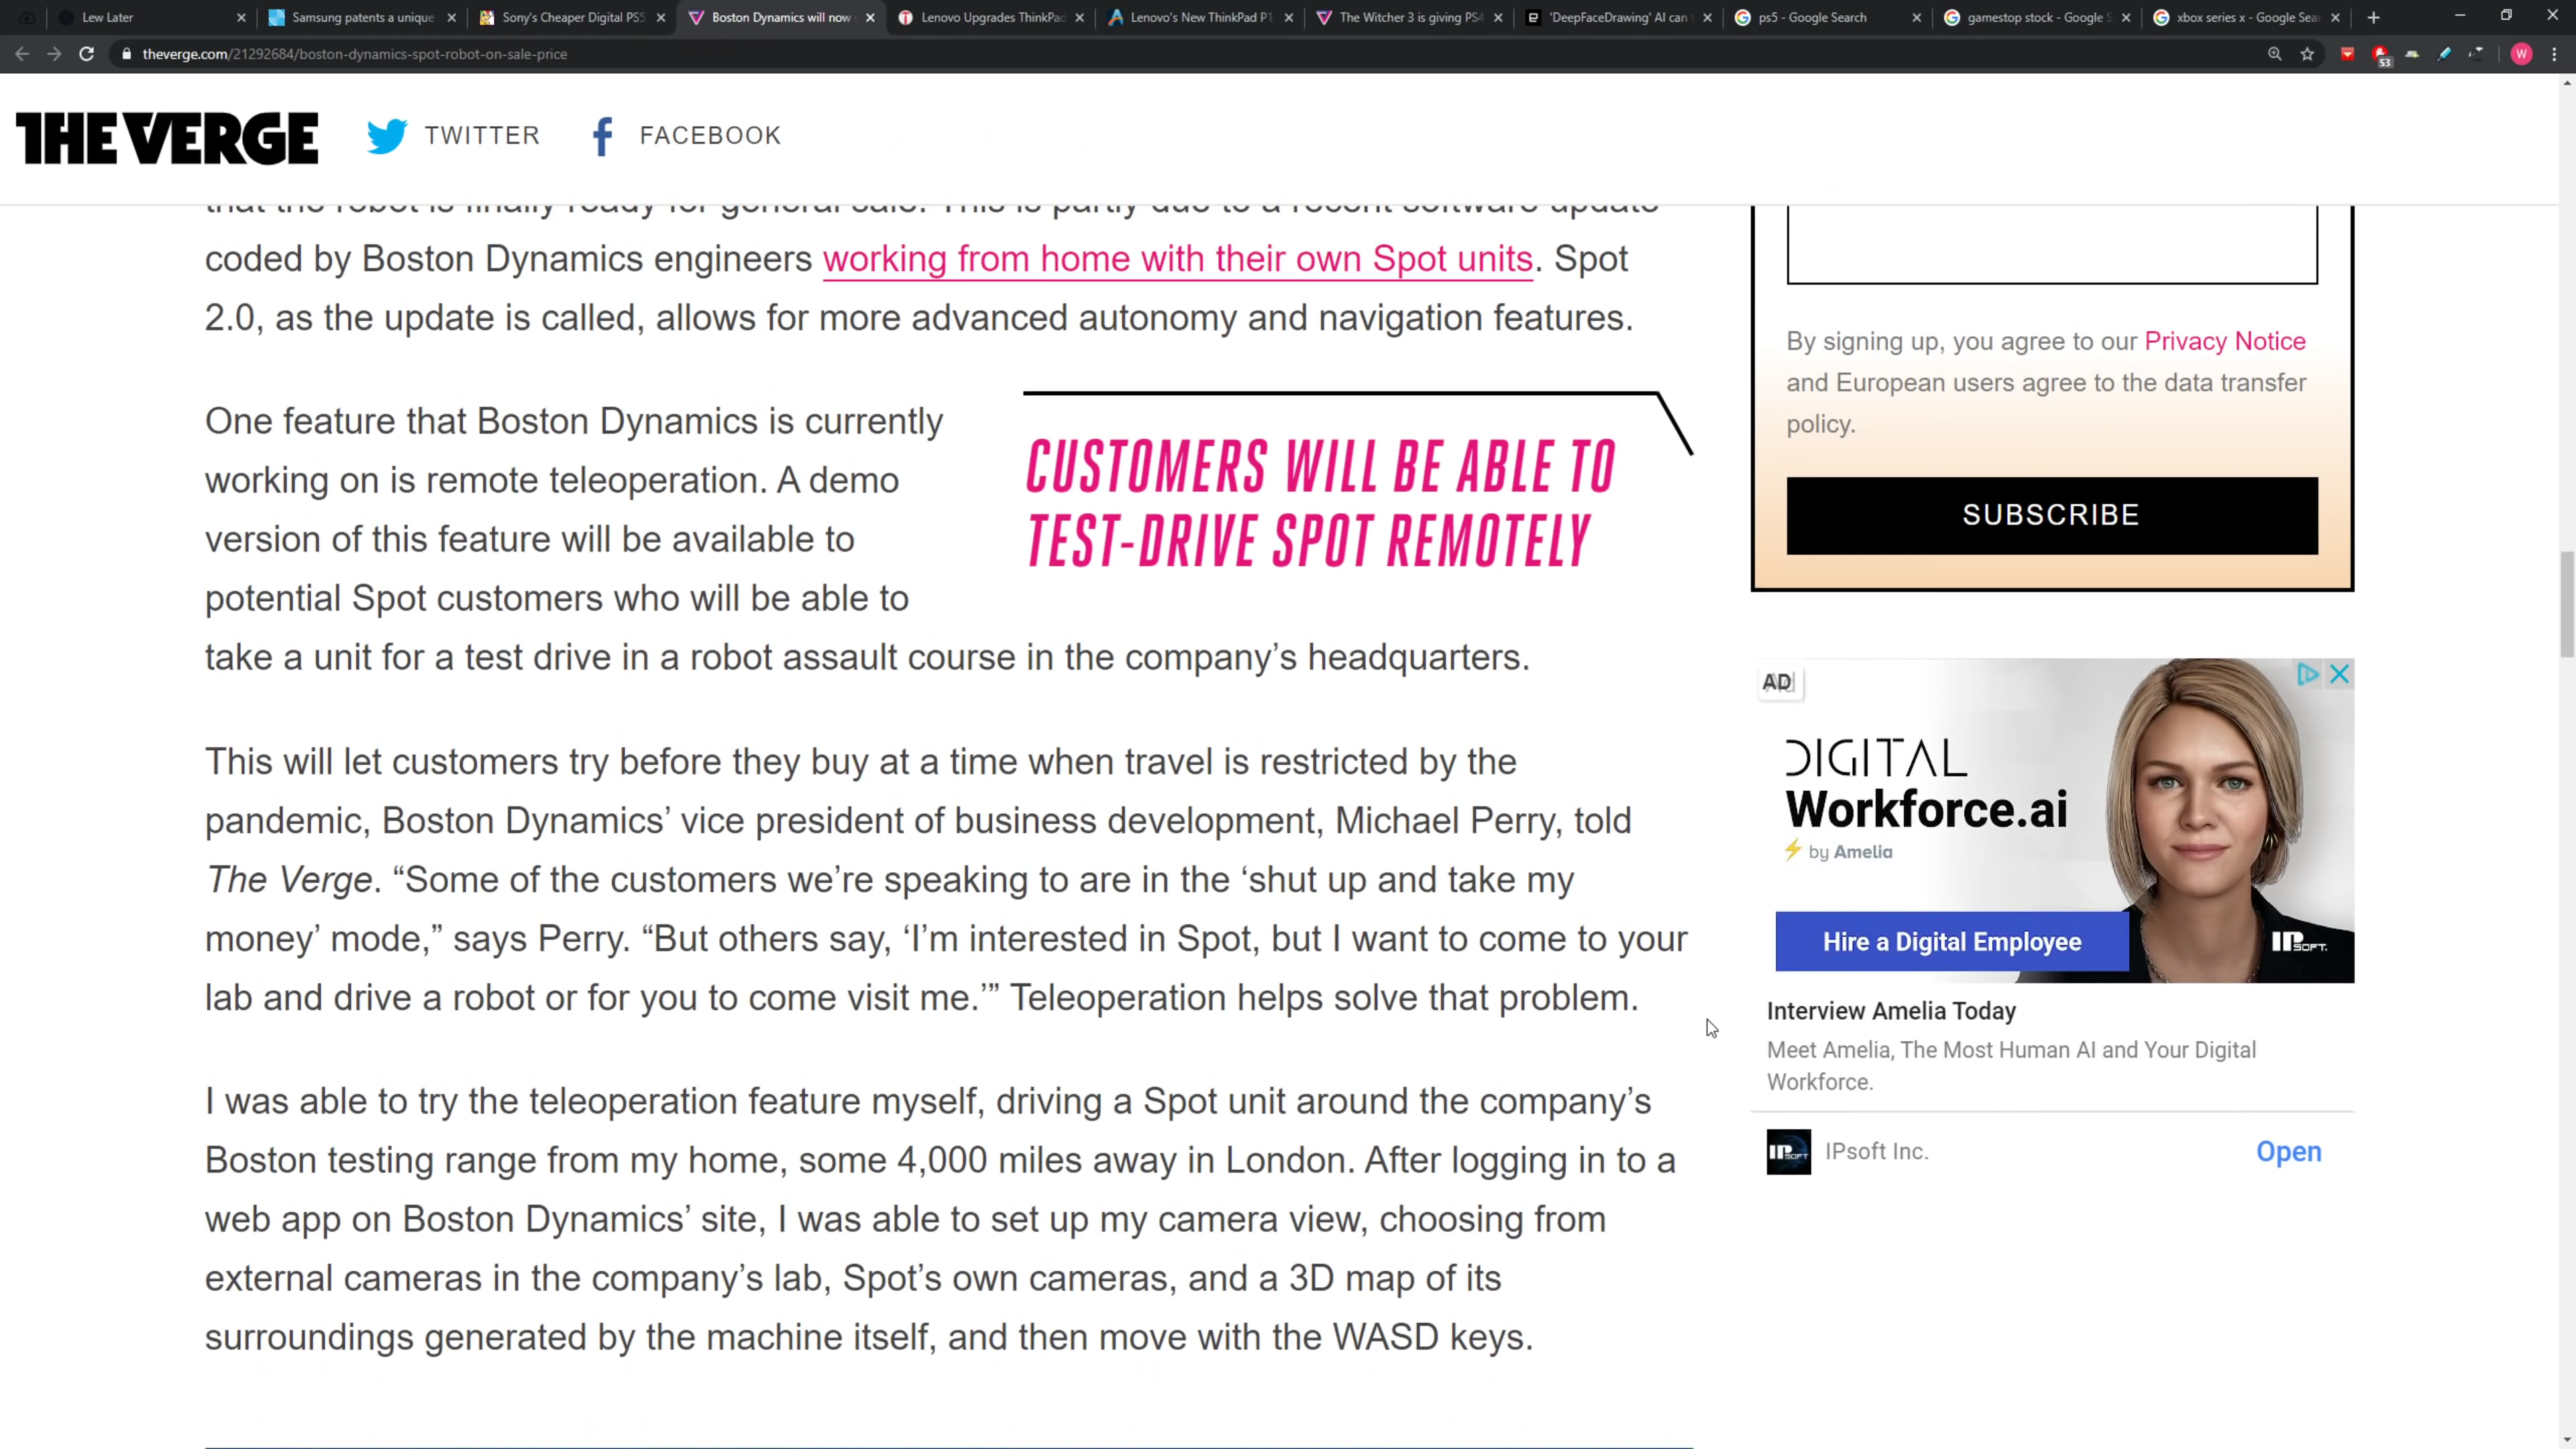 Lew Later
Samsung patents a unique
Sony's Cheaper Digital PS5
Boston Dynamics will now
Lenovo Upgrades ThinkPad
Lenovo's New ThinkPad P1
The Witcher 3 is giving PS4
'DeepFaceDrawing' AI can
ps5 - Google Search
gamestop stock - Google S
xbox series x - Google Sear
theverge.com/21292684/boston-dynamics-spot-robot-on-sale-price
53
W
THE VERGE
TWITTER
FACEBOOK
that the robot is finally ready for general sale. This is partly due to a recent software update
coded by Boston Dynamics engineers working from home with their own Spot units. Spot
2.0, as the update is called, allows for more advanced autonomy and navigation features.
One feature that Boston Dynamics is currently
working on is remote teleoperation. A demo
version of this feature will be available to
potential Spot customers who will be able to
take a unit for a test drive in a robot assault course in the company's headquarters.
CUSTOMERS WILL BE ABLE TO
TEST-DRIVE SPOT REMOTELY
This will let customers try before they buy at a time when travel is restricted by the
pandemic, Boston Dynamics' vice president of business development, Michael Perry, told
The Verge. “Some of the customers we're speaking to are in the ‘shut up and take my
money’ mode,” says Perry. “But others say, ‘I'm interested in Spot, but I want to come to your
lab and drive a robot or for you to come visit me.’” Teleoperation helps solve that problem.
I was able to try the teleoperation feature myself, driving a Spot unit around the company's
Boston testing range from my home, some 4,000 miles away in London. After logging in to a
web app on Boston Dynamics' site, I was able to set up my camera view, choosing from
external cameras in the company's lab, Spot's own cameras, and a 3D map of its
surroundings generated by the machine itself, and then move with the WASD keys.
By signing up, you agree to our Privacy Notice
and European users agree to the data transfer
policy.
SUBSCRIBE
AD
DIGITAL
Workforce.ai
by Amelia
Hire a Digital Employee
IPSOFT.
Interview Amelia Today
Meet Amelia, The Most Human AI and Your Digital
Workforce.
IPSOFT
IPsoft Inc.
Open